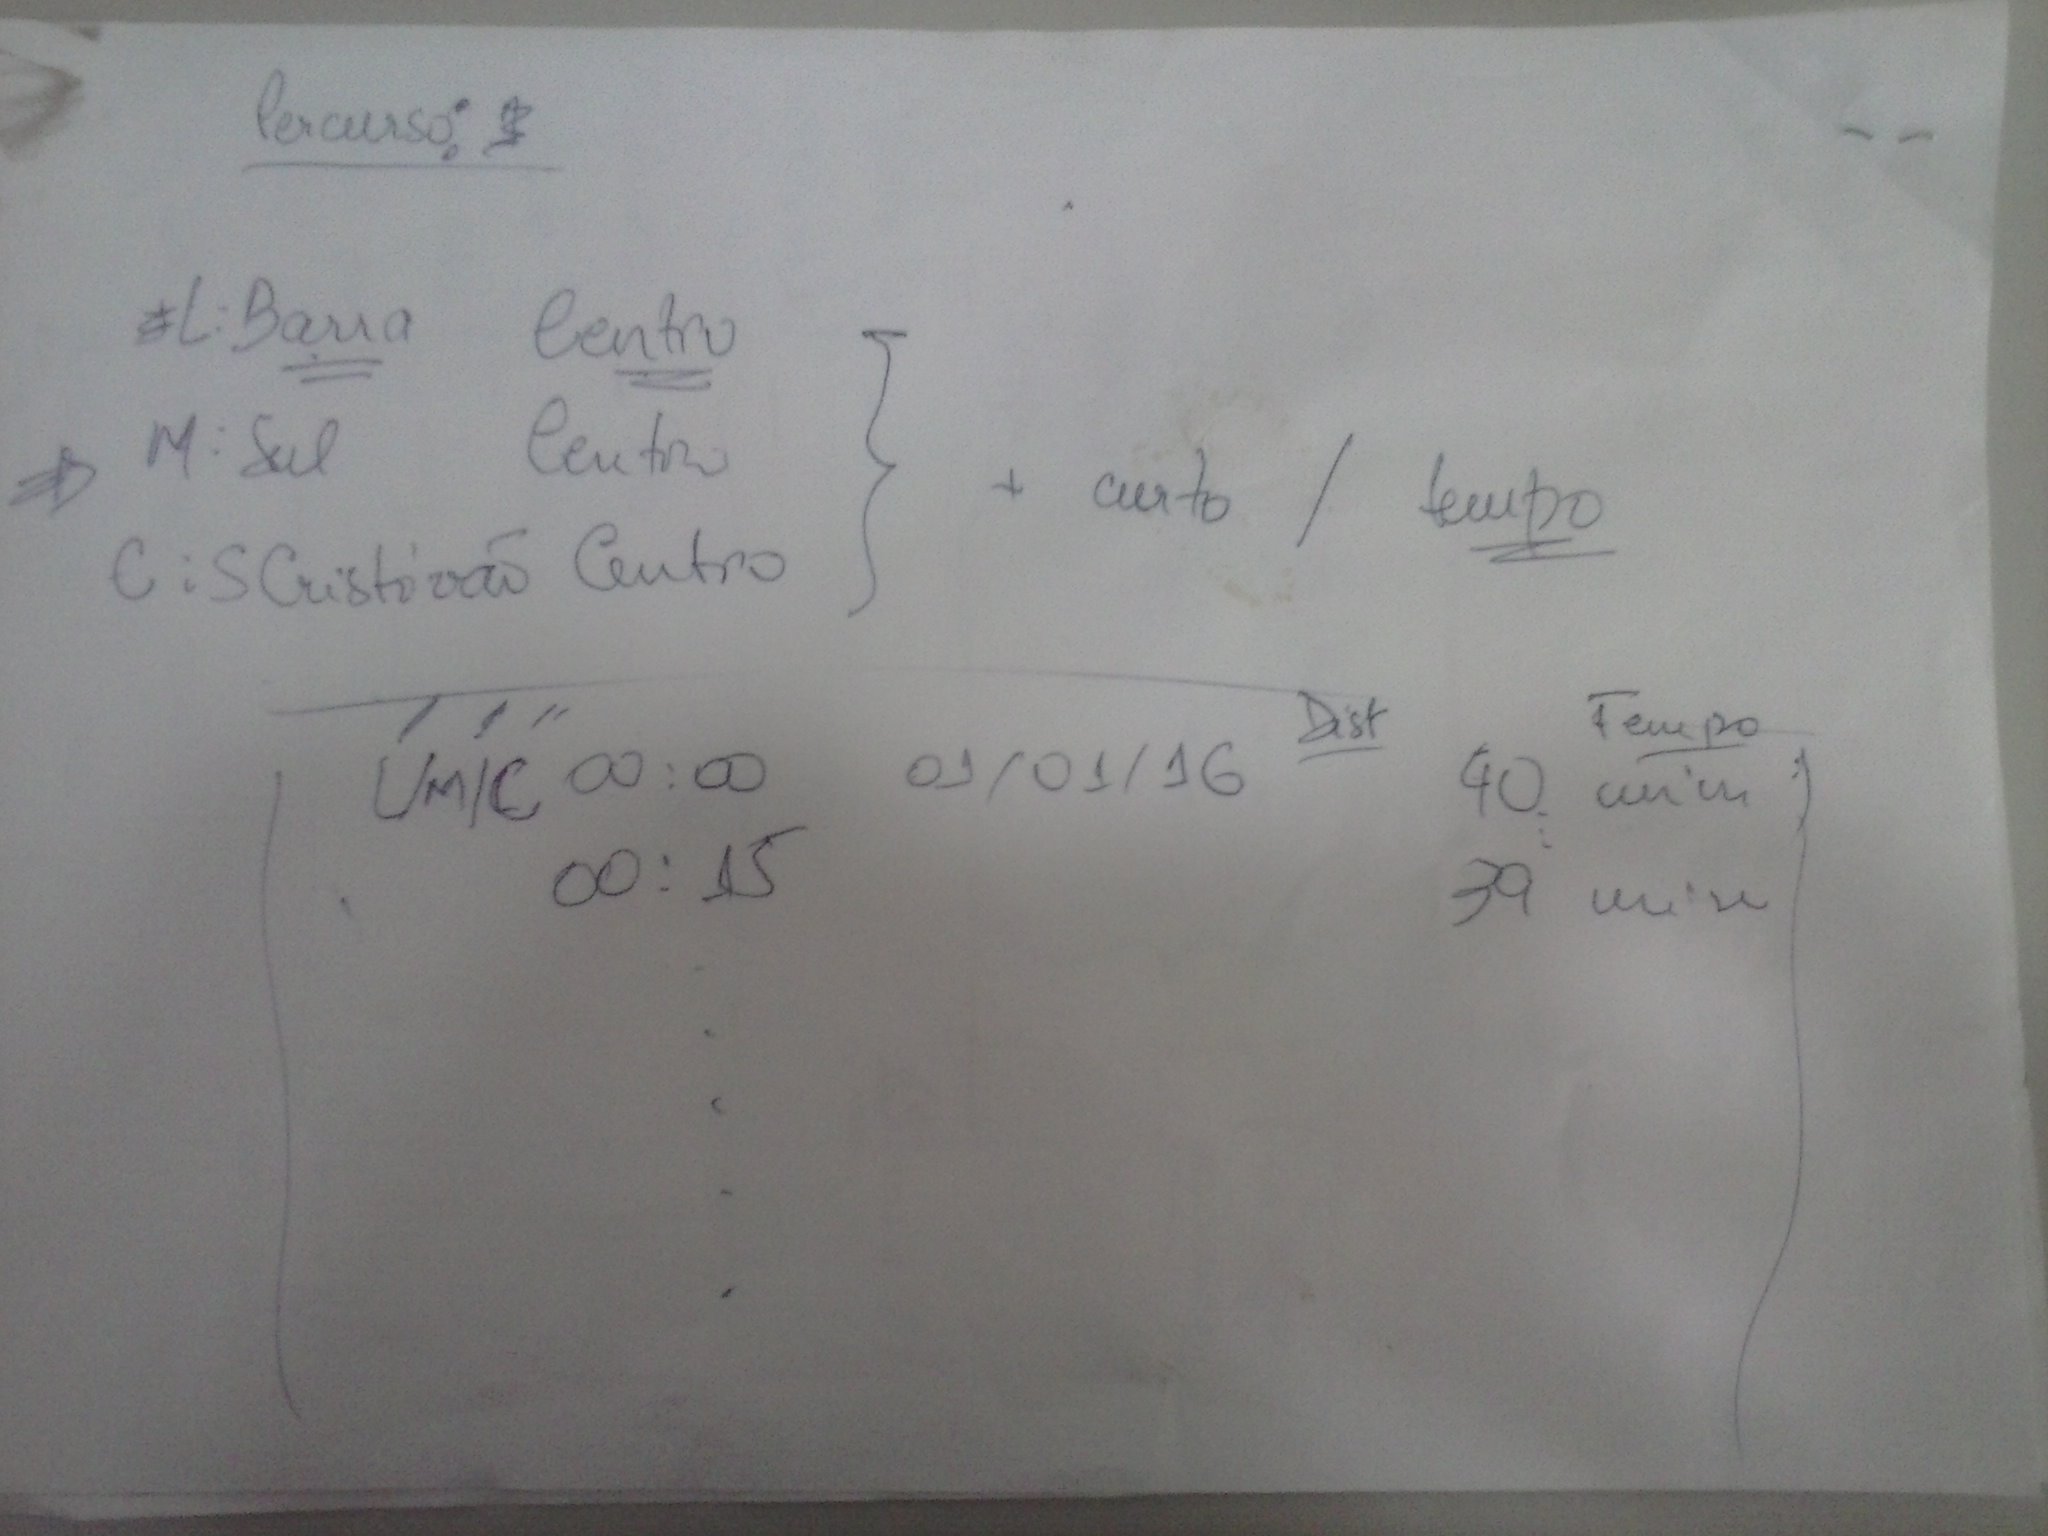 Percurso:
L: Barra Centro
M: Sul Centro
C: S Cristóvão Centro
+ curto / tempo
Dist Tempo
L/M/C 00:00 01/01/16 40 min
00:15 39 min